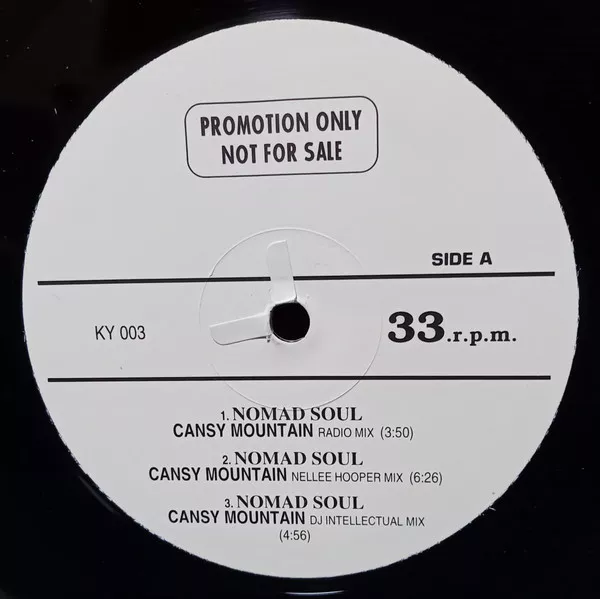 PROMOTION ONLY
NOT FOR SALE
SIDE A
KY 003
33.r.p.m.
1. NOMAD SOUL
CANSY MOUNTAIN RADIO MIX (3:50)
2. NOMAD SOUL
CANSY MOUNTAIN NELLEE HOOPER MIX (6:26)
3. NOMAD SOUL
CANSY MOUNTAIN DJ INTELLECTUAL MIX
(4:56)